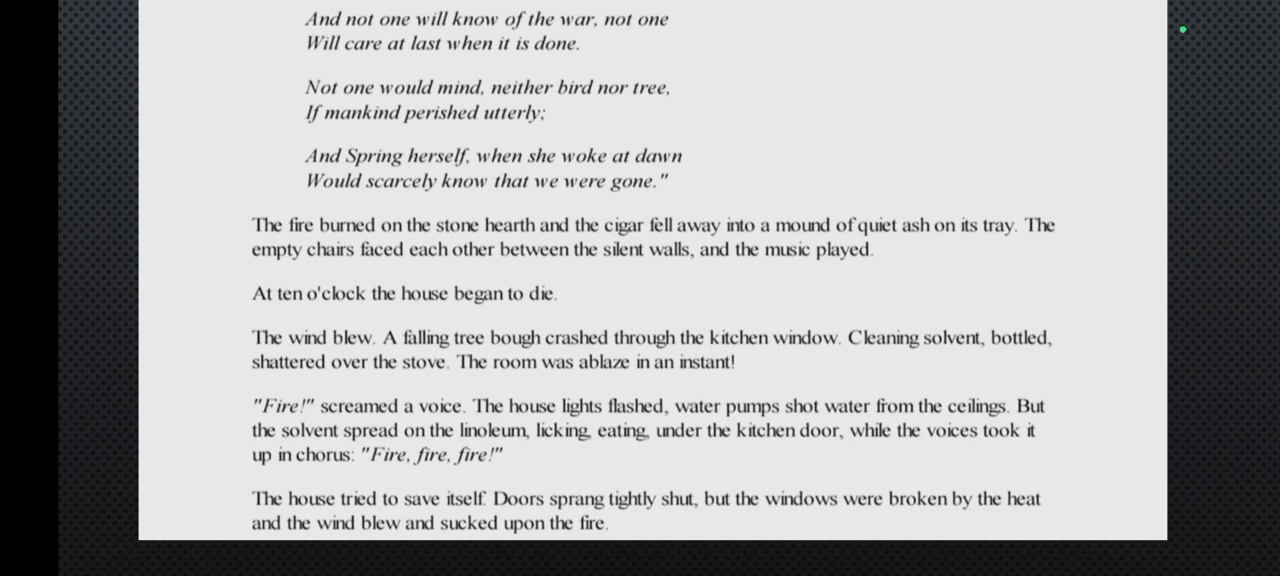 And not one will know of the war, not one
Will care at last when it is done.
Not one would mind, neither bird nor tree,
If mankind perished utterly;
And Spring herself, when she woke at dawn
Would scarcely know that we were gone."
The fire burned on the stone hearth and the cigar fell away into a mound of quiet ash on its tray. The
empty chairs faced each other between the silent walls, and the music played.
At ten o'clock the house began to die.
The wind blew. A falling tree bough crashed through the kitchen window. Cleaning solvent, bottled,
shattered over the stove. The room was ablaze in an instant!
"Fire!" screamed a voice. The house lights flashed, water pumps shot water from the ceilings. But
the solvent spread on the linoleum, licking, eating, under the kitchen door, while the voices took it
up in chorus: "Fire, fire, fire!"
The house tried to save itself. Doors sprang tightly shut, but the windows were broken by the heat
and the wind blew and sucked upon the fire.